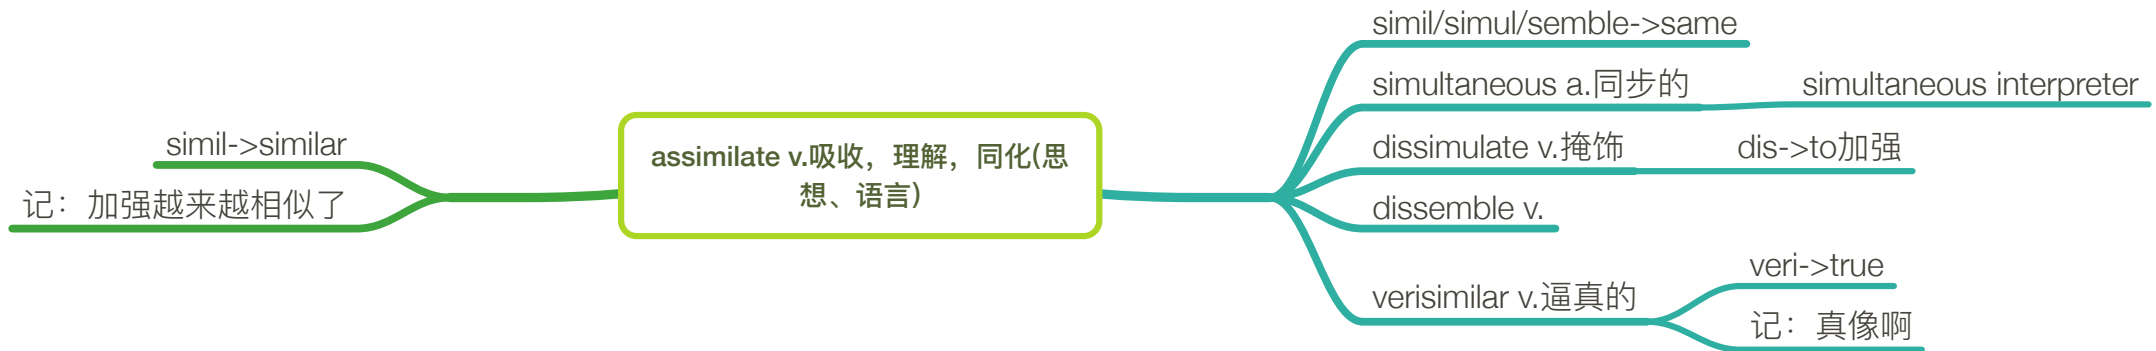 simil->similar
记：加强越来越相似了
assimilate v.吸收，理解，同化(思
想、语言)
simil/simul/semble->same
simultaneous a.同步的
simultaneous interpreter
dissimulate v.掩饰
dis->to加强
dissemble v.
verisimilar v.逼真的
veri->true
记：真像啊